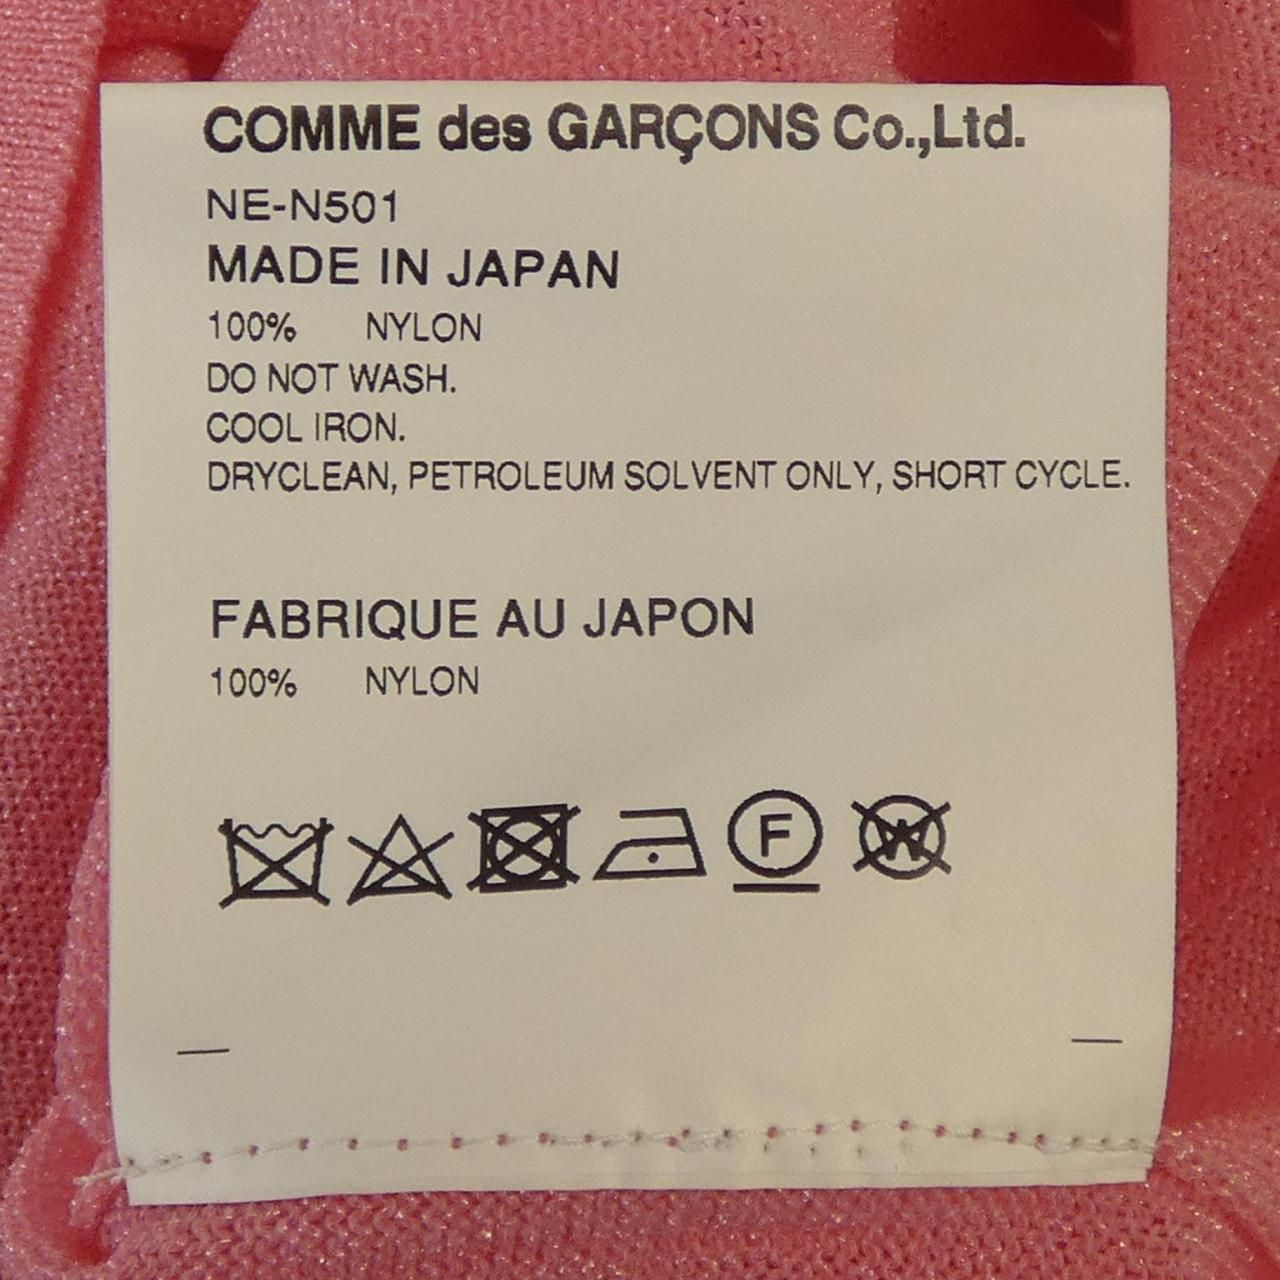 COMME des GARÇONS Co.,Ltd.
NE-N501
MADE IN JAPAN
100% NYLON
DO NOT WASH.
COOL IRON.
DRYCLEAN, PETROLEUM SOLVENT ONLY, SHORT CYCLE.
FABRIQUE AU JAPON
100% NYLON
F W